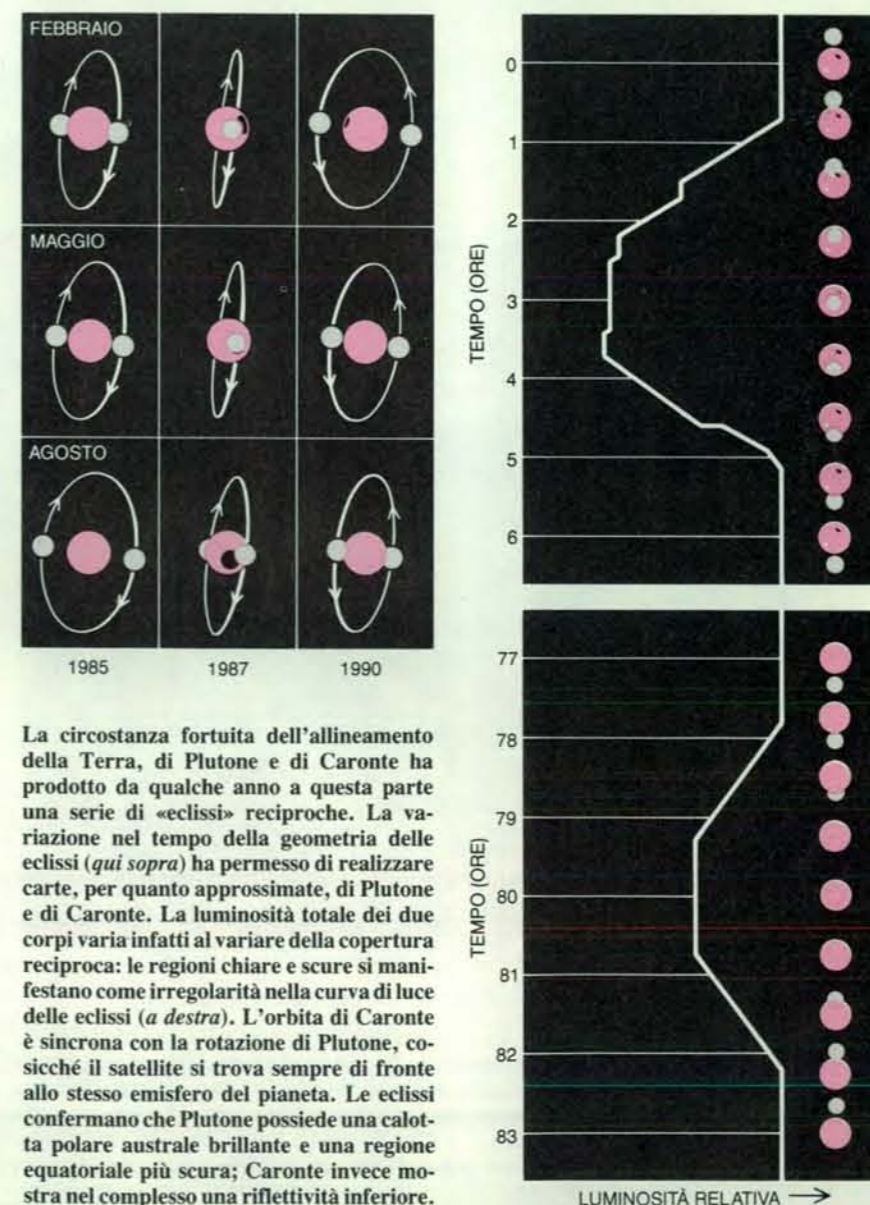 FEBBRAIO
MAGGIO
AGOSTO
1985 1987 1990
La circostanza fortuita dell'allineamento
della Terra, di Plutone e di Caronte ha
prodotto da qualche anno a questa parte
una serie di «eclissi» reciproche. La va-
riazione nel tempo della geometria delle
eclissi (qui sopra) ha permesso di realizzare
carte, per quanto approssimate, di Plutone
e di Caronte. La luminosità totale dei due
corpi varia infatti al variare della copertura
reciproca: le regioni chiare e scure si mani-
festano come irregolarità nella curva di luce
delle eclissi (a destra). L'orbita di Caronte
è sincrona con la rotazione di Plutone, co-
sicché il satellite si trova sempre di fronte
allo stesso emisfero del pianeta. Le eclissi
confermano che Plutone possiede una calot-
ta polare australe brillante e una regione
equatoriale più scura; Caronte invece mo-
stra nel complesso una riflettività inferiore.
TEMPO (ORE)
0
1
2
3
4
5
6
TEMPO (ORE)
77
78
79
80
81
82
83
LUMINOSITÀ RELATIVA